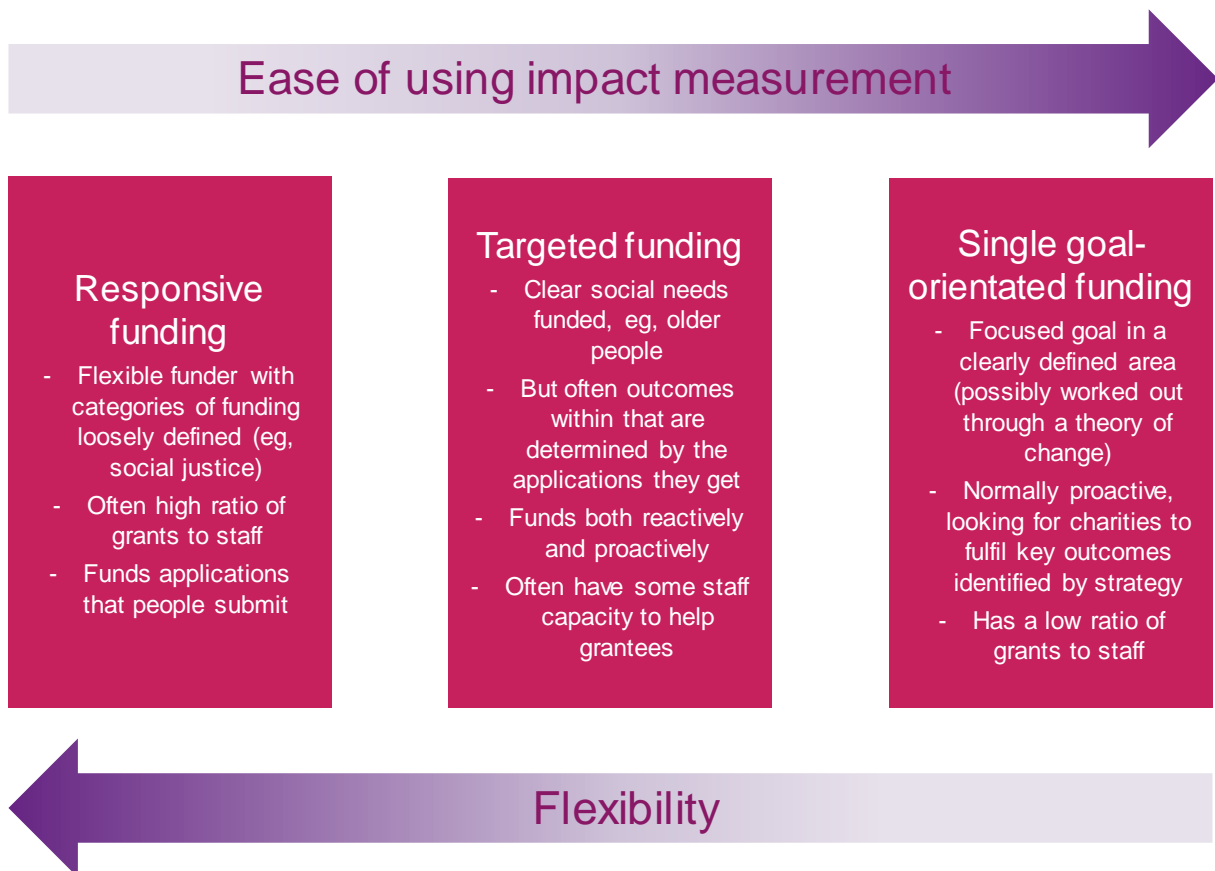 Ease of using impact measurement
Responsive
funding
- Flexible funder with
categories of funding
loosely defined (eg,
social justice)
- Often high ratio of
grants to staff
- Funds applications
that people submit
Targeted funding
- Clear social needs
funded, eg, older
people
- But often outcomes
within that are
determined by the
applications they get
- Funds both reactively
and proactively
- Often have some staff
capacity to help
grantees
Single goal-
orientated funding
- Focused goal in a
clearly defined area
(possibly worked out
through a theory of
change)
- Normally proactive,
looking for charities to
fulfil key outcomes
identified by strategy
- Has a low ratio of
grants to staff
Flexibility